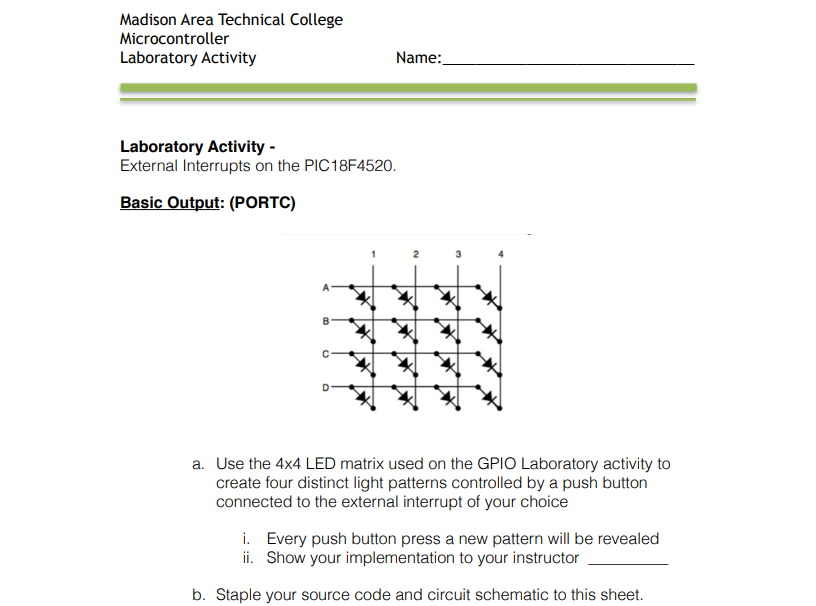 Madison Area Technical College
Microcontroller
Laboratory Activity Name:______________________________
Laboratory Activity -
External Interrupts on the PIC18F4520.
Basic Output: (PORTC)
1 2 3 4
A
B
C
D
a. Use the 4x4 LED matrix used on the GPIO Laboratory activity to
create four distinct light patterns controlled by a push button
connected to the external interrupt of your choice
i. Every push button press a new pattern will be revealed
ii. Show your implementation to your instructor __________
b. Staple your source code and circuit schematic to this sheet.